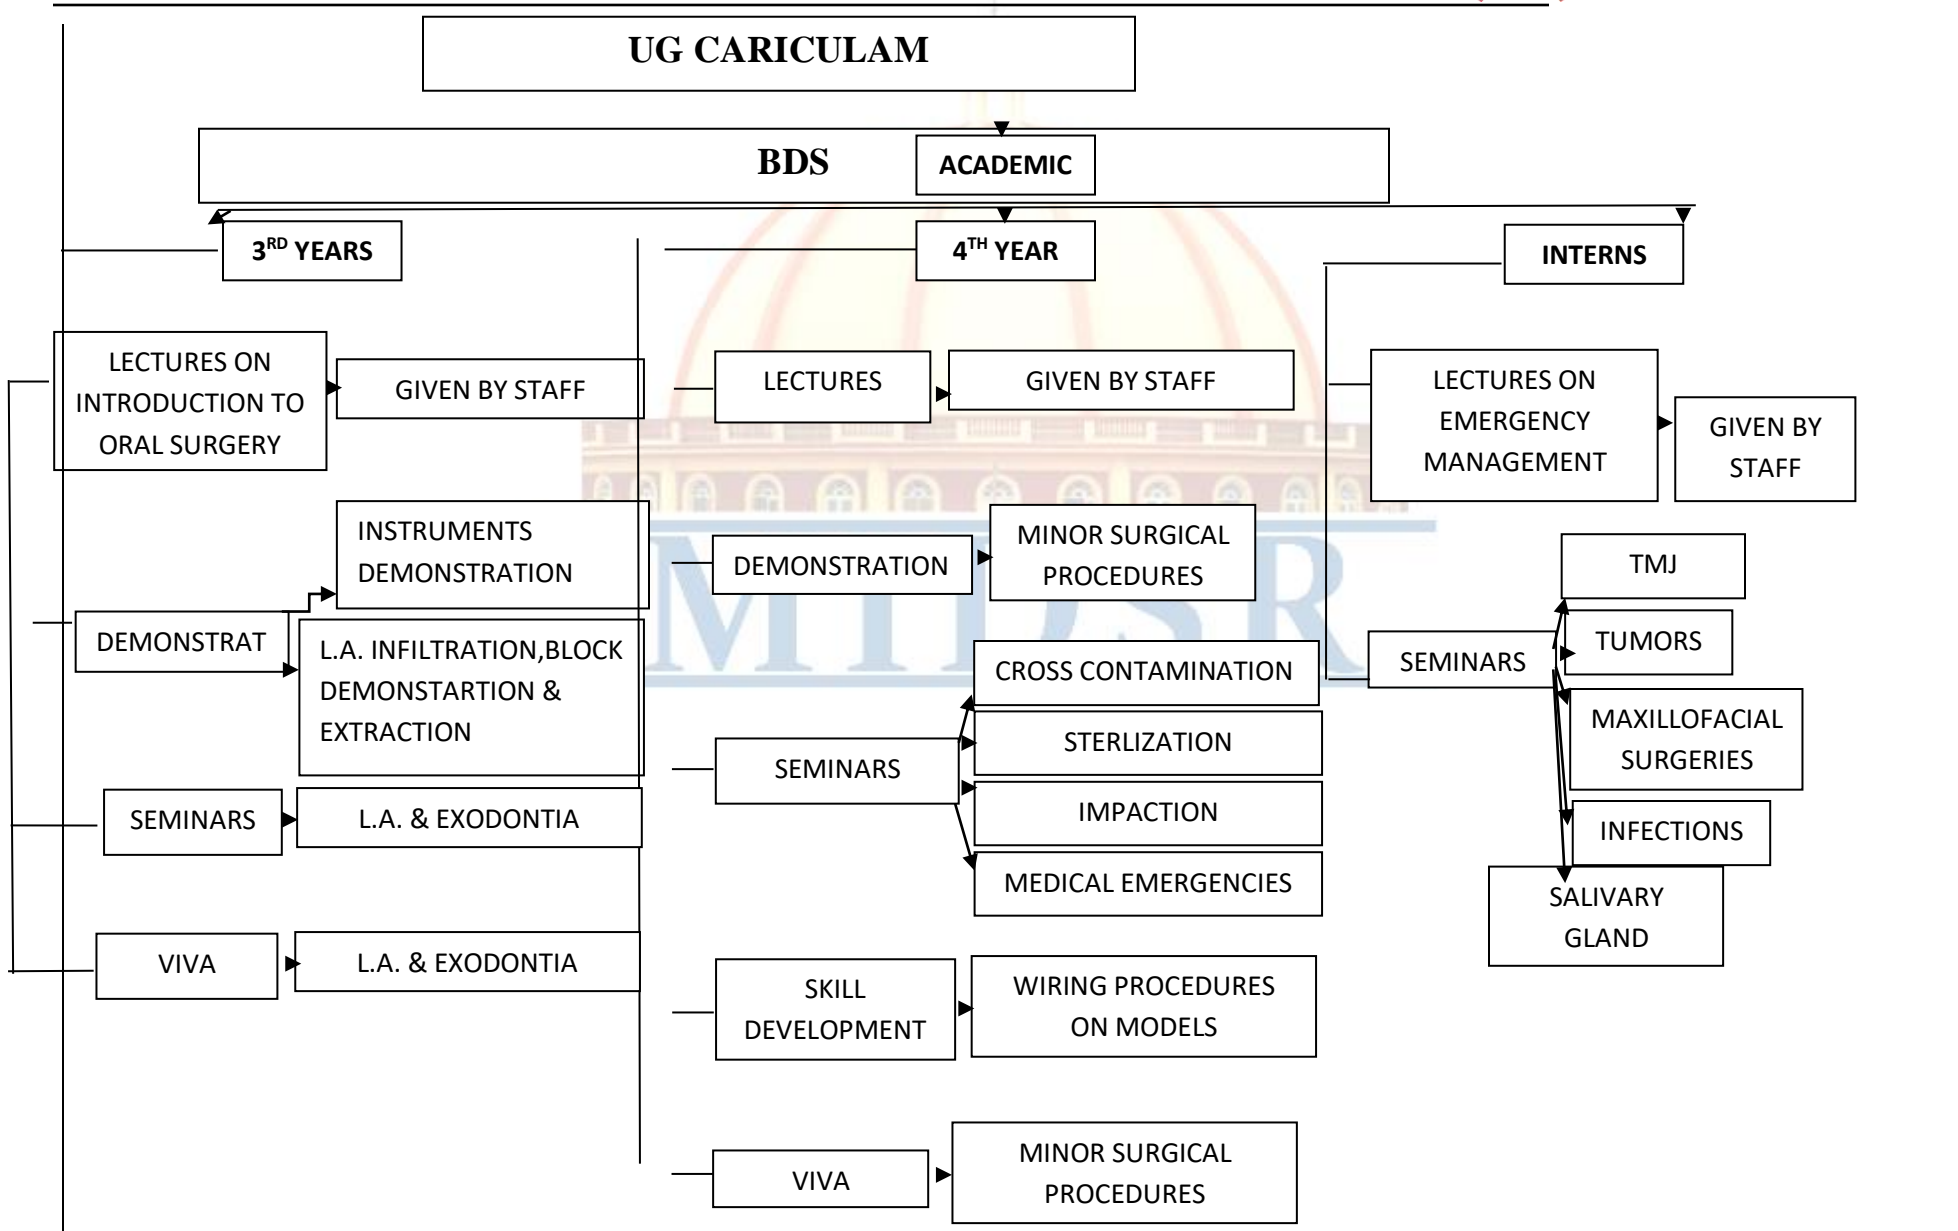 UG CARICULAM
BDS
ACADEMIC
3RD YEARS
4TH YEAR
INTERNS
LECTURES ON
INTRODUCTION TO
ORAL SURGERY
GIVEN BY STAFF
INSTRUMENTS
DEMONSTRATION
DEMONSTRAT
L.A. INFILTRATION,BLOCK
DEMONSTARTION &
EXTRACTION
SEMINARS
L.A. & EXODONTIA
VIVA
L.A. & EXODONTIA
LECTURES
GIVEN BY STAFF
DEMONSTRATION
MINOR SURGICAL
PROCEDURES
SEMINARS
CROSS CONTAMINATION
STERLIZATION
IMPACTION
MEDICAL EMERGENCIES
SKILL
DEVELOPMENT
WIRING PROCEDURES
ON MODELS
VIVA
MINOR SURGICAL
PROCEDURES
LECTURES ON
EMERGENCY
MANAGEMENT
GIVEN BY
STAFF
SEMINARS
TMJ
TUMORS
MAXILLOFACIAL
SURGERIES
INFECTIONS
SALIVARY
GLAND
MIDSR